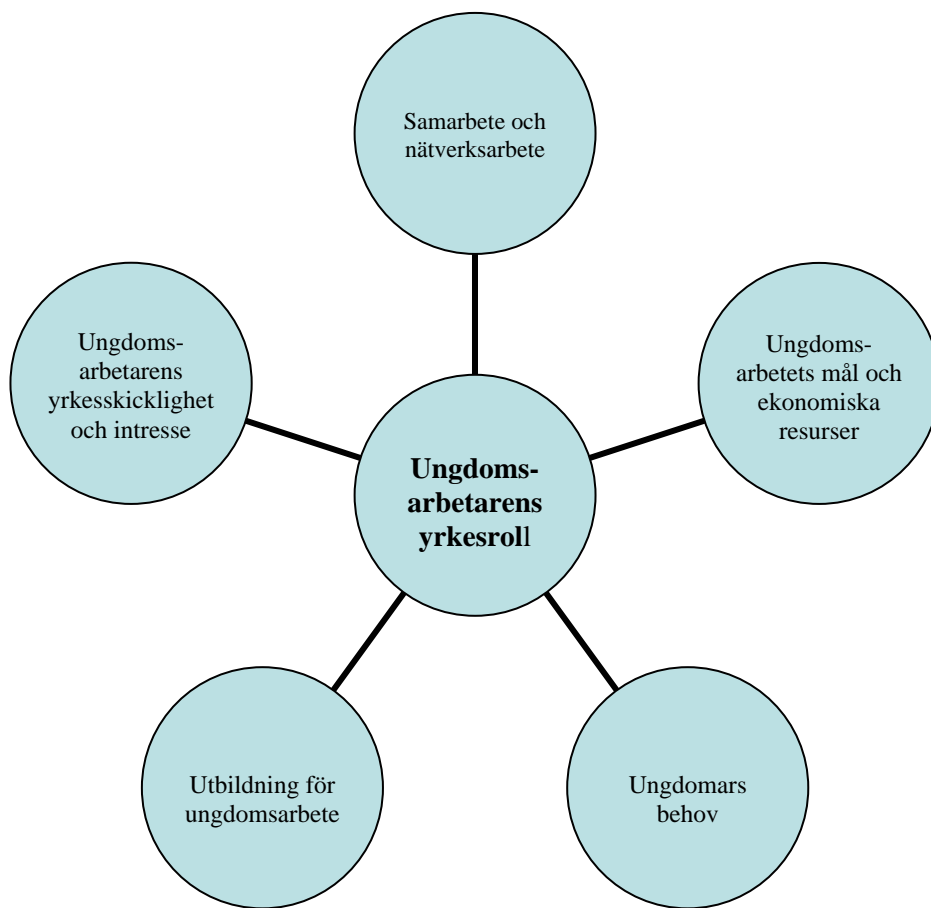 Samarbete och
nätverksarbete
Ungdoms-
arbetarens
yrkesskicklighet
och intresse
Ungdoms-
arbetets mål och
ekonomiska
resurser
Ungdoms-
arbetarens
yrkesroll
Utbildning för
ungdomsarbete
Ungdomars
behov